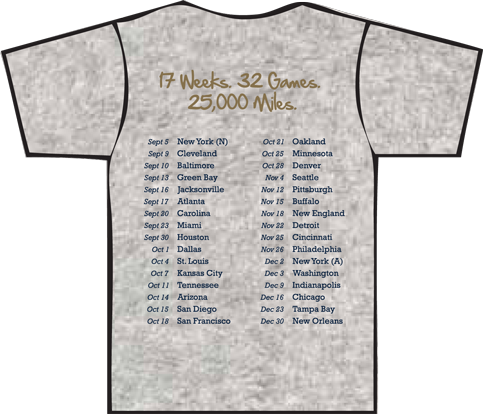 17 Weeks. 32 Games.
25,000 Miles.
Sept 5 New York (N)
Sept 9 Cleveland
Sept 10 Baltimore
Sept 13 Green Bay
Sept 16 Jacksonville
Sept 17 Atlanta
Sept 20 Carolina
Sept 23 Miami
Sept 30 Houston
Oct 1 Dallas
Oct 4 St. Louis
Oct 7 Kansas City
Oct 11 Tennessee
Oct 14 Arizona
Oct 15 San Diego
Oct 18 San Francisco
Oct 21 Oakland
Oct 25 Minnesota
Oct 28 Denver
Nov 4 Seattle
Nov 12 Pittsburgh
Nov 15 Buffalo
Nov 18 New England
Nov 22 Detroit
Nov 25 Cincinnati
Nov 26 Philadelphia
Dec 2 New York (A)
Dec 3 Washington
Dec 9 Indianapolis
Dec 16 Chicago
Dec 23 Tampa Bay
Dec 30 New Orleans